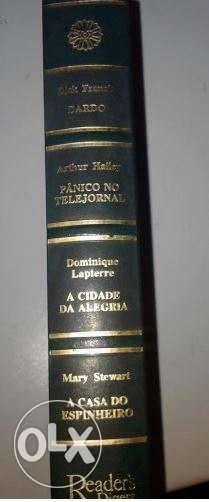 Dick Francis
DARDO
Arthur Hailey
PÂNICO NO
TELEJORNAL
Dominique
Lapierre
A CIDADE
DA ALEGRIA
Mary Stewart
A CASA DO
ESPINHEIRO
OLX
Reader's
Digest